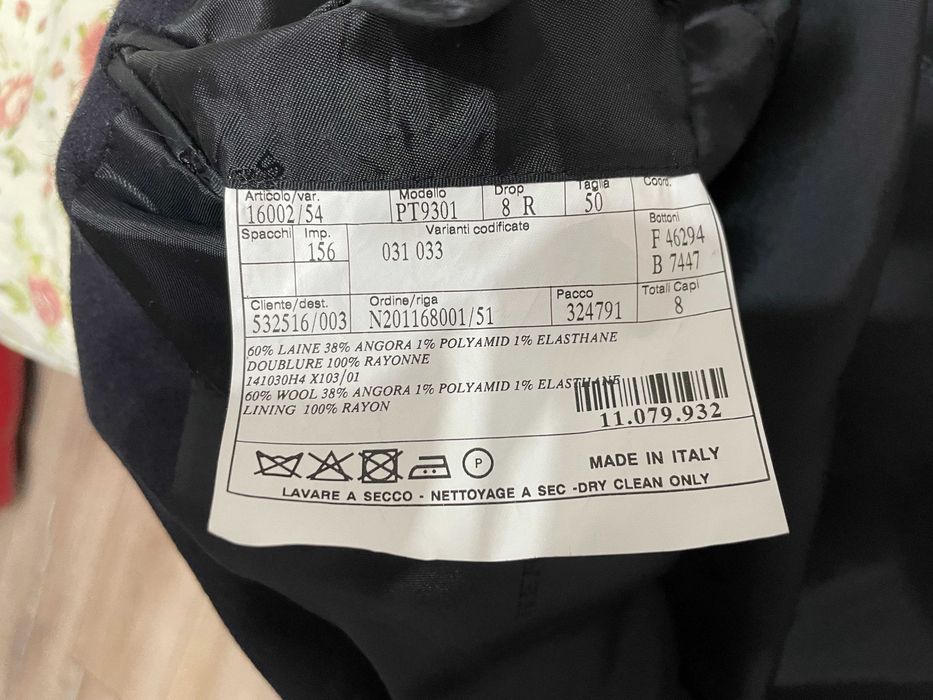 Articolo/var. Modello Drop Taglia Coord.
16002/54 PT9301 8 R 50
Spacchi Imp. Varianti codificate Bottoni
156 031 033 F 46294
B 7447
Cliente/dest. Ordine/riga Pacco Totali Capi
532516/003 N201168001/51 324791 8
60% LAINE 38% ANGORA 1% POLYAMID 1% ELASTHANE
DOUBLURE 100% RAYONNE
141030H4 X103/01
60% WOOL 38% ANGORA 1% POLYAMID 1% ELASTHANE
LINING 100% RAYON
11.079.932
P MADE IN ITALY
LAVARE A SECCO - NETTOYAGE A SEC -DRY CLEAN ONLY